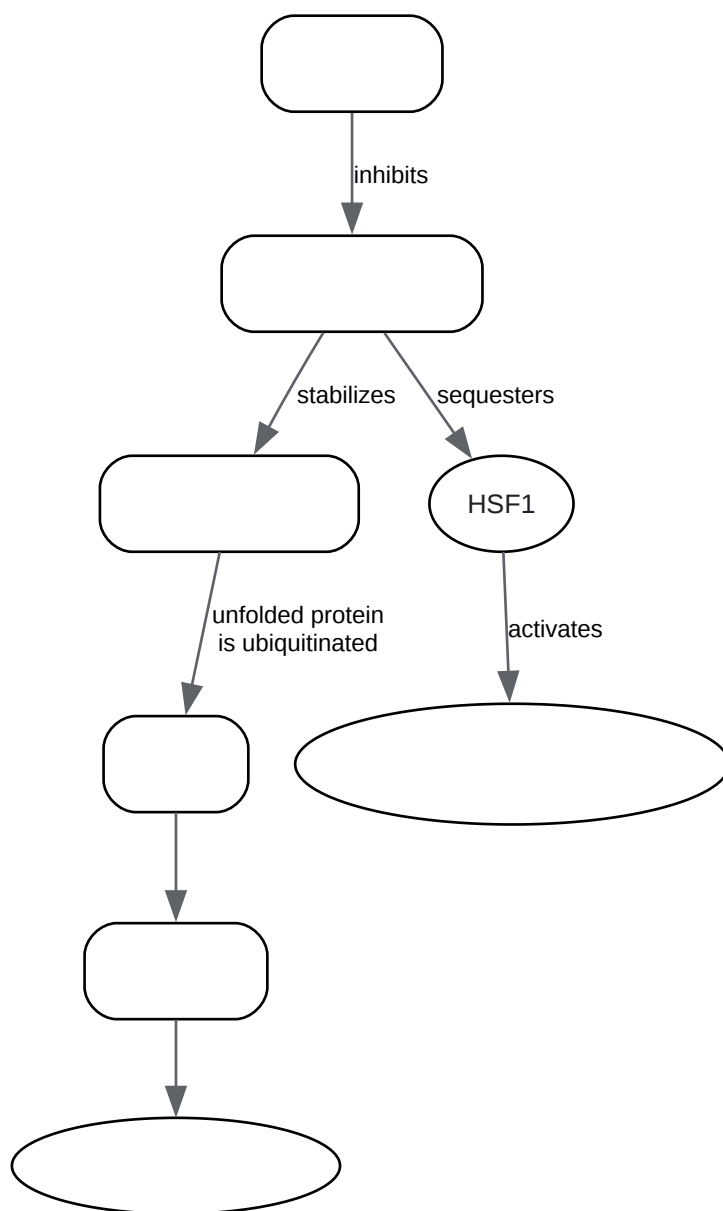 inhibits
stabilizes
sequesters
HSF1
unfolded protein
is ubiquitinated
activates